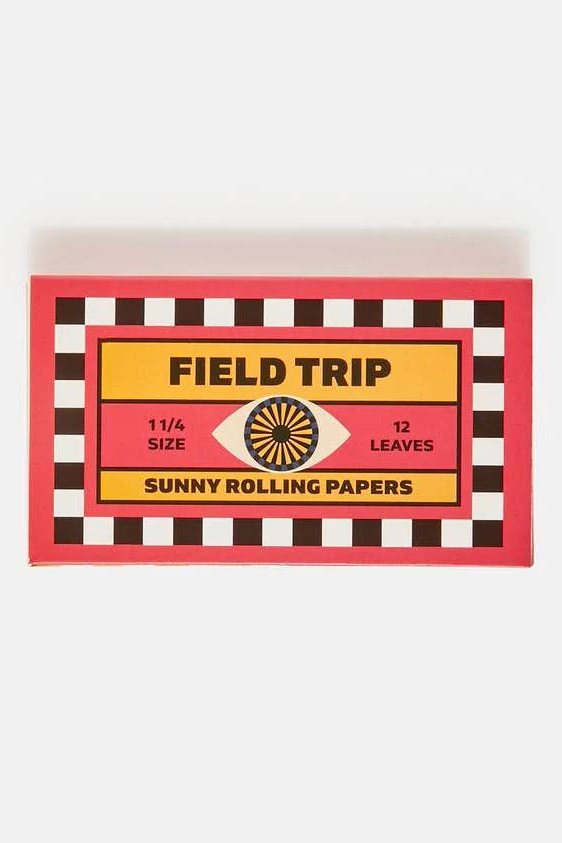 FIELD TRIP
1 1/4
SIZE
12
LEAVES
SUNNY ROLLING PAPERS